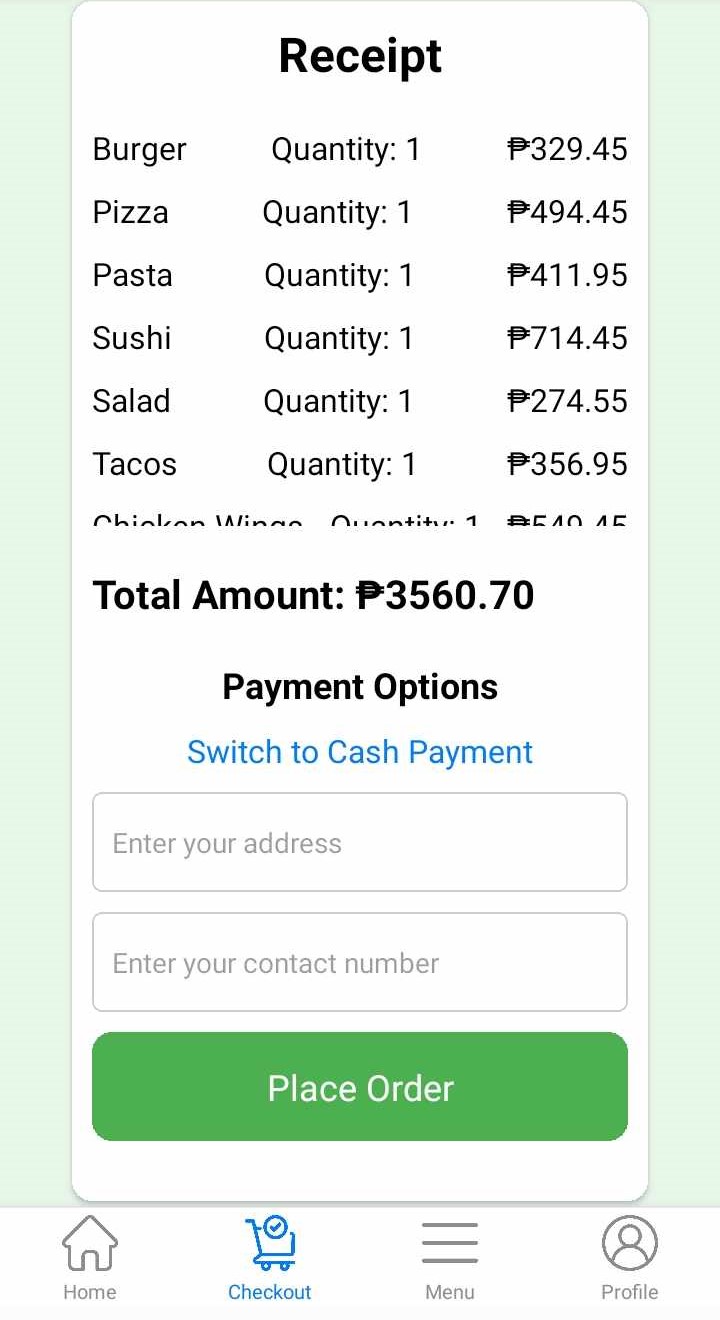 Receipt
Burger Quantity: 1 ₱329.45
Pizza Quantity: 1 ₱494.45
Pasta Quantity: 1 ₱411.95
Sushi Quantity: 1 ₱714.45
Salad Quantity: 1 ₱274.55
Tacos Quantity: 1 ₱356.95
Chicken Wings Quantity: 1 ₱549.45
Total Amount: ₱3560.70
Payment Options
Switch to Cash Payment
Enter your address
Enter your contact number
Place Order
Home Checkout Menu Profile